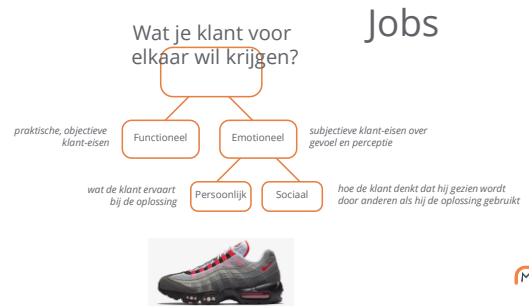 Jobs
Wat je klant voor
elkaar wil krijgen?
praktische, objectieve
klant-eisen
Functioneel
Emotioneel
subjectieve klant-eisen over
gevoel en perceptie
wat de klant ervaart
bij de oplossing
Persoonlijk
Sociaal
hoe de klant denkt dat hij gezien wordt
door anderen als hij de oplossing gebruikt
M